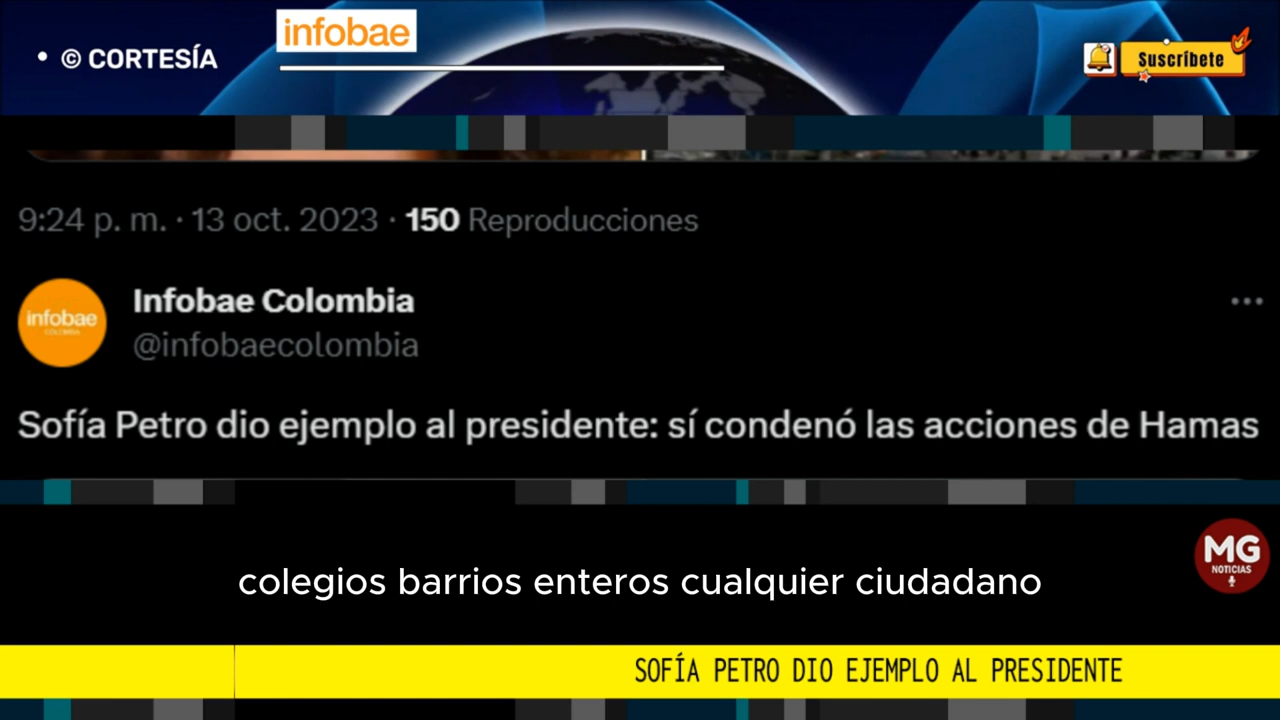 infobae
• © CORTESÍA
Suscríbete
9:24 p. m. · 13 oct. 2023 · 150 Reproducciones
infobae
COLOMBIA
Infobae Colombia
@infobaecolombia
Sofía Petro dio ejemplo al presidente: sí condenó las acciones de Hamas
MG
NOTICIAS
colegios barrios enteros cualquier ciudadano
SOFÍA PETRO DIO EJEMPLO AL PRESIDENTE